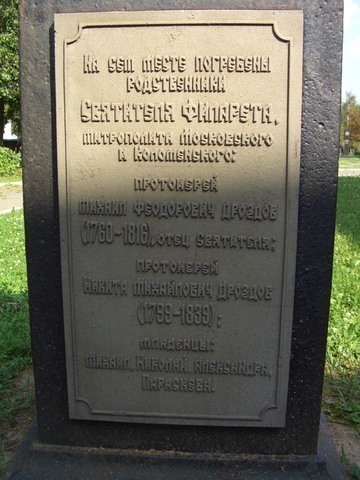 На сем месте погребены
родственники
Святителя Филарета,
митрополита Московского
и Коломенского:
протоиерей
Михаил Феодорович Дроздов
(1760-1816), отец Святителя;
протоиерей
Никита Михайлович Дроздов
(1799-1839);
младенцы:
Михаил, Николай, Александра,
Параскева.